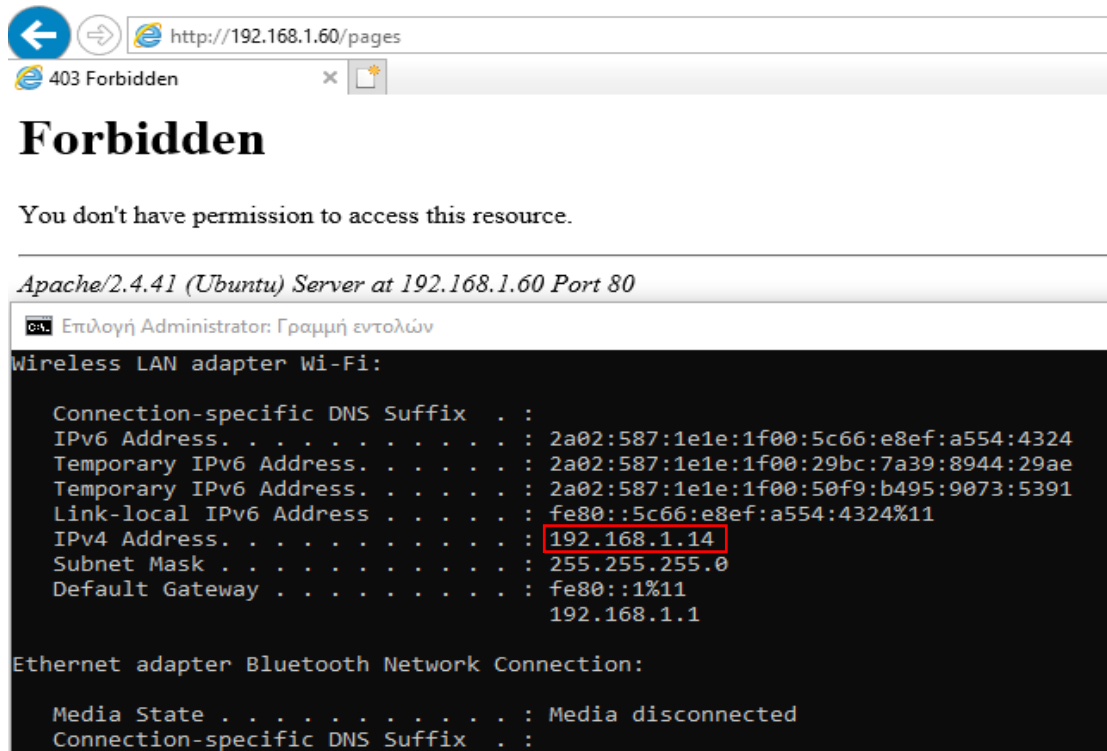 http://192.168.1.60/pages
403 Forbidden
Forbidden
You don't have permission to access this resource.
Apache/2.4.41 (Ubuntu) Server at 192.168.1.60 Port 80
Επιλογή Administrator: Γραμμή εντολών
Wireless LAN adapter Wi-Fi:
Connection-specific DNS Suffix  . :
IPv6 Address. . . . . . . . . . . : 2a02:587:1e1e:1f00:5c66:e8ef:a554:4324
Temporary IPv6 Address. . . . . . : 2a02:587:1e1e:1f00:29bc:7a39:8944:29ae
Temporary IPv6 Address. . . . . . : 2a02:587:1e1e:1f00:50f9:b495:9073:5391
Link-local IPv6 Address . . . . . : fe80::5c66:e8ef:a554:4324%11
IPv4 Address. . . . . . . . . . . : 192.168.1.14
Subnet Mask . . . . . . . . . . . : 255.255.255.0
Default Gateway . . . . . . . . . : fe80::1%11
192.168.1.1
Ethernet adapter Bluetooth Network Connection:
Media State . . . . . . . . . . . : Media disconnected
Connection-specific DNS Suffix  . :